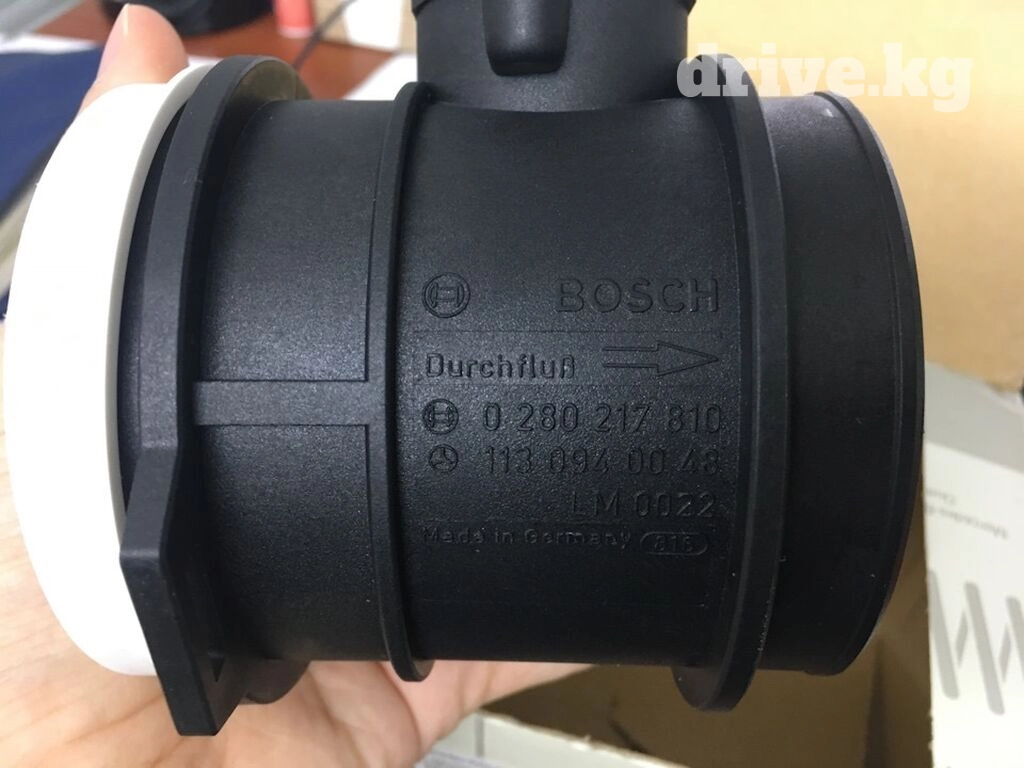 drive.kg
BOSCH
Durchfluß
0 280 217 810
113 094 00 48
LM 0022
Made in Germany